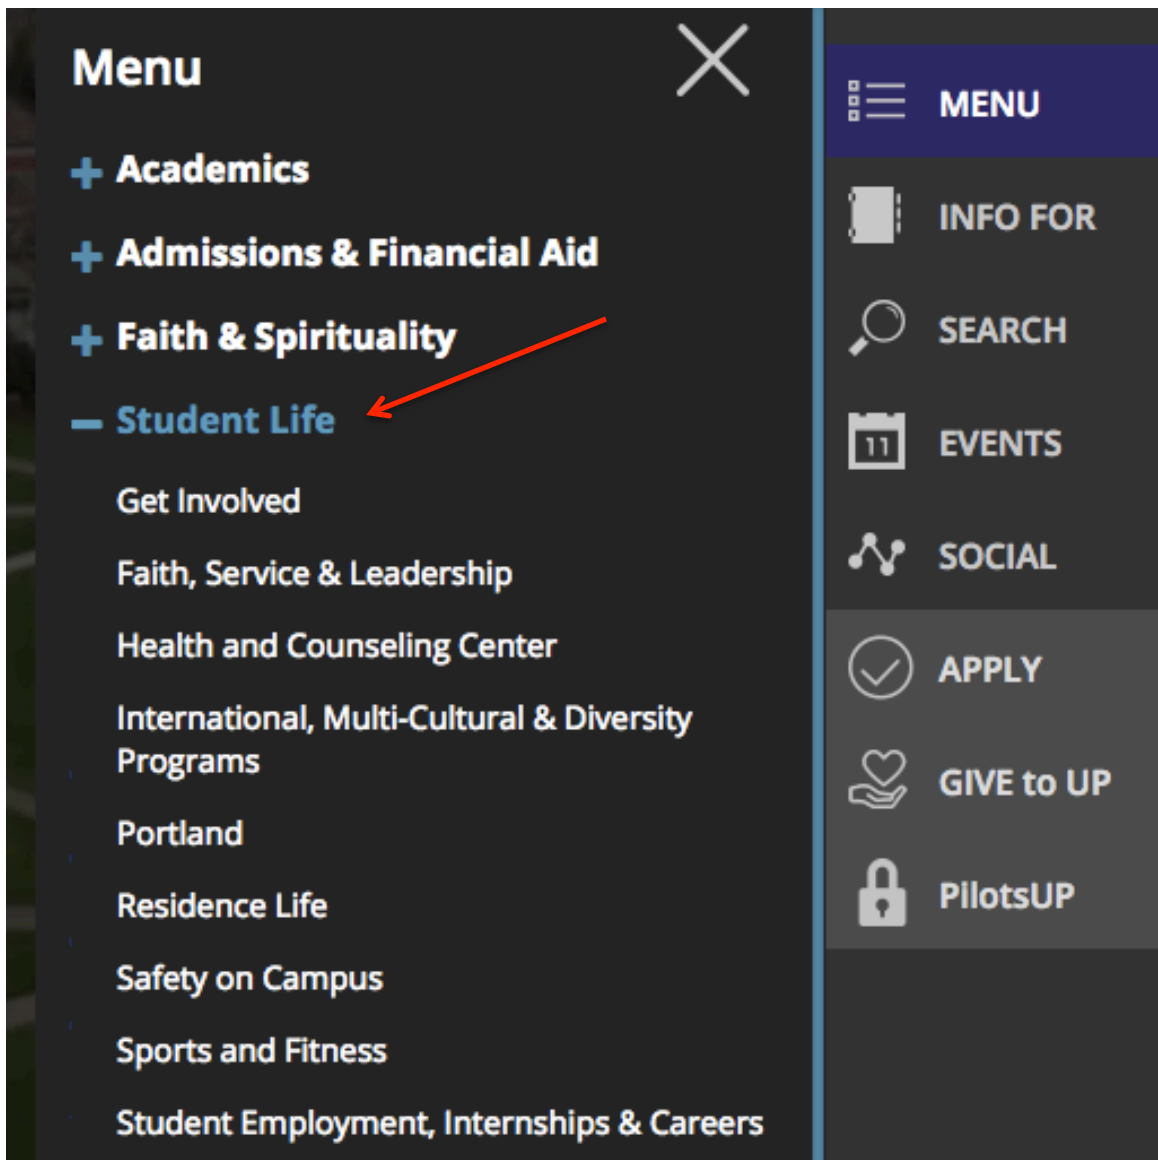 Menu
Academics
Admissions & Financial Aid
Faith & Spirituality
Student Life
Get Involved
Faith, Service & Leadership
Health and Counseling Center
International, Multi-Cultural & Diversity
Programs
Portland
Residence Life
Safety on Campus
Sports and Fitness
Student Employment, Internships & Careers
MENU
INFO FOR
SEARCH
11
EVENTS
SOCIAL
APPLY
GIVE to UP
PilotsUP